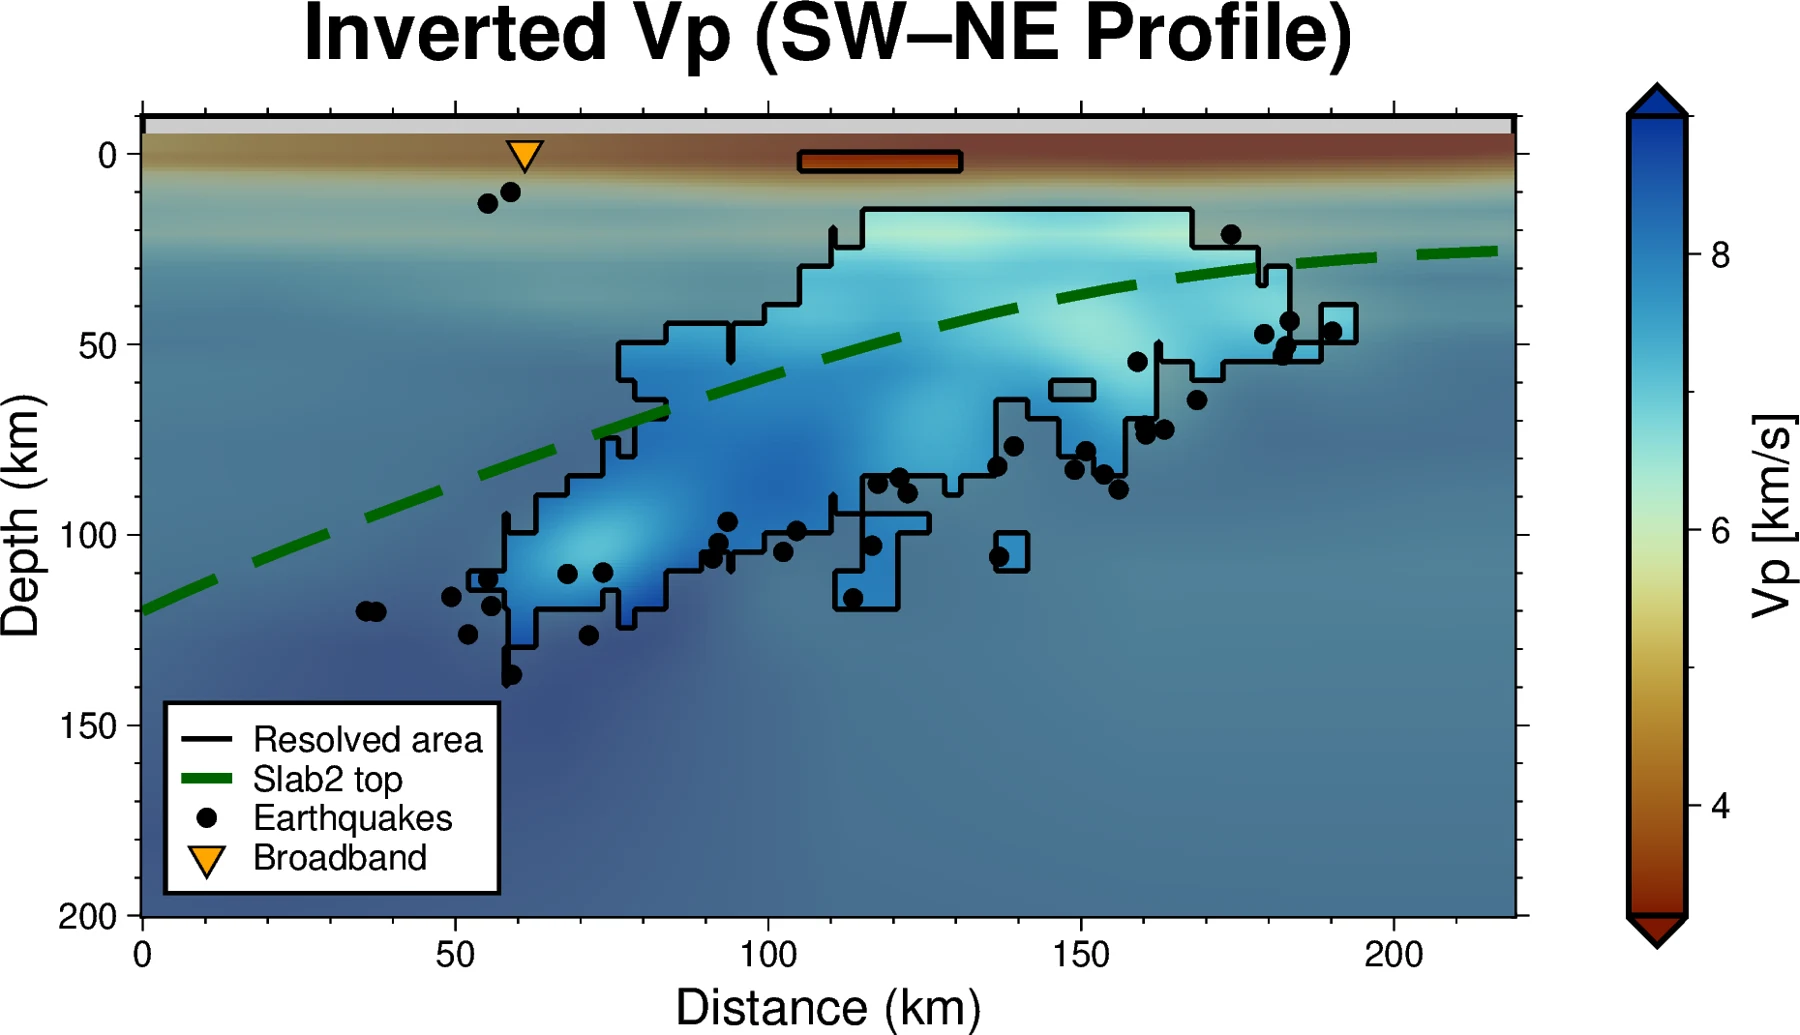 Inverted Vp (SW–NE Profile)
0
50
100
150
200
Depth (km)
Resolved area
Slab2 top
Earthquakes
Broadband
0
50
100
150
200
Distance (km)
8
6
4
Vp [km/s]